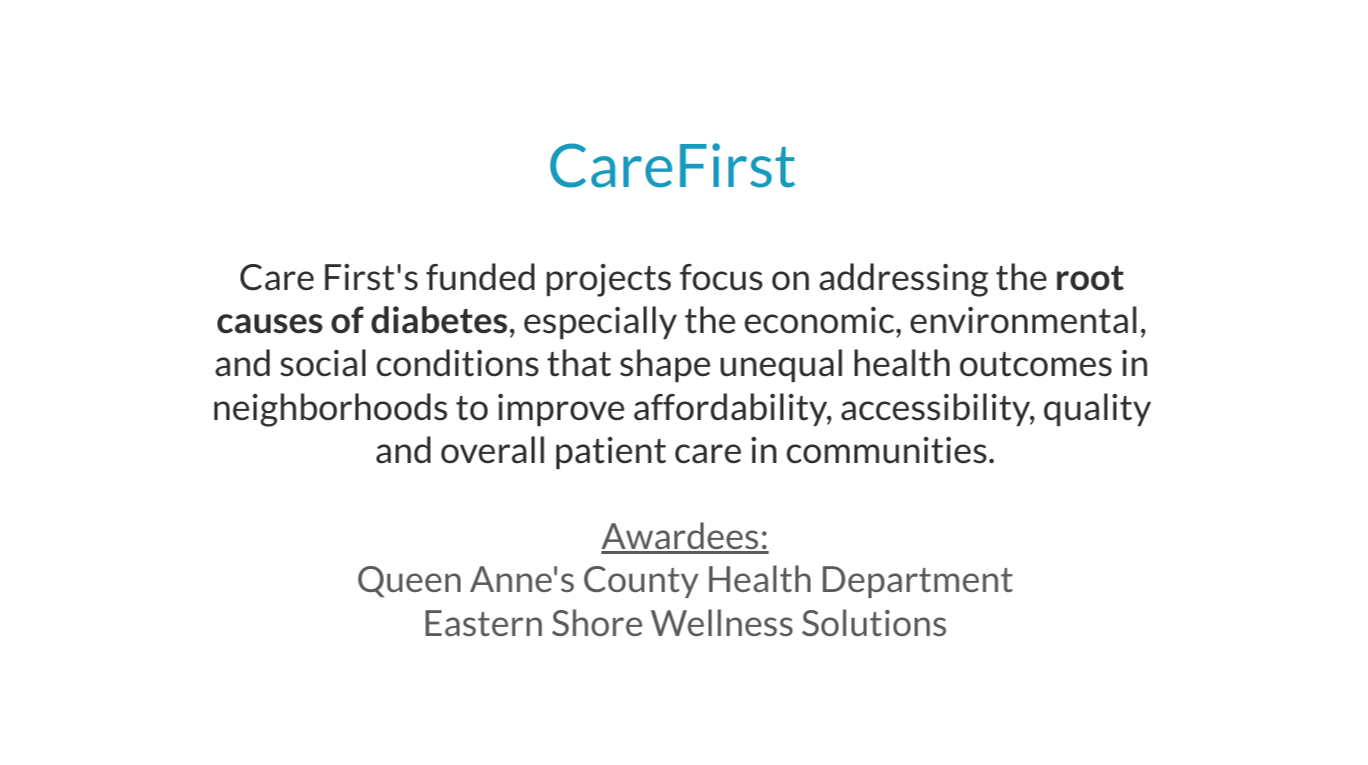 CareFirst
Care First's funded projects focus on addressing the root
causes of diabetes, especially the economic, environmental,
and social conditions that shape unequal health outcomes in
neighborhoods to improve affordability, accessibility, quality
and overall patient care in communities.
Awardees:
Queen Anne's County Health Department
Eastern Shore Wellness Solutions